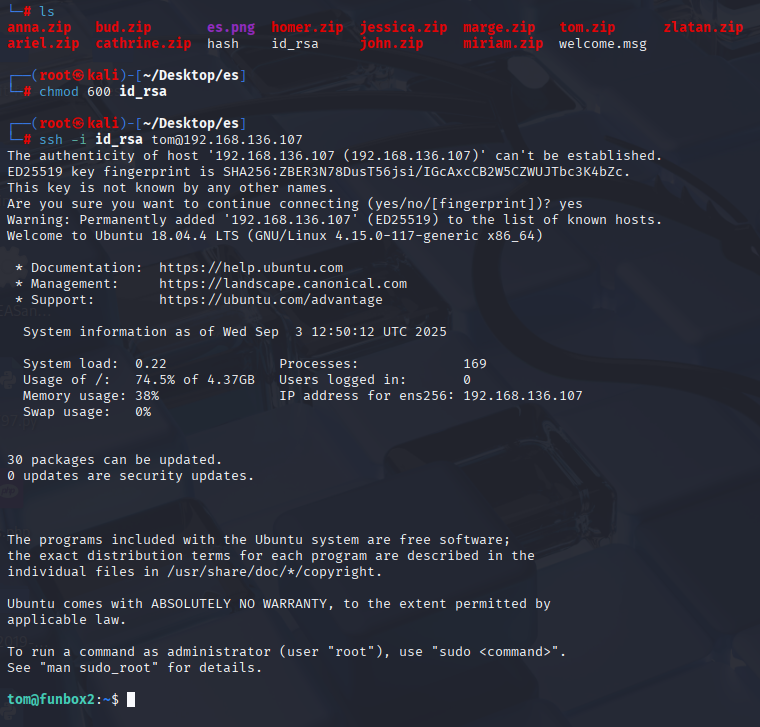 └─# ls
anna.zip bud.zip es.png homer.zip jessica.zip marge.zip tom.zip zlatan.zip
ariel.zip cathrine.zip hash id_rsa john.zip miriam.zip welcome.msg
┌──(root㉿kali)-[~/Desktop/es]
└─# chmod 600 id_rsa
┌──(root㉿kali)-[~/Desktop/es]
└─# ssh -i id_rsa tom@192.168.136.107
The authenticity of host '192.168.136.107 (192.168.136.107)' can't be established.
ED25519 key fingerprint is SHA256:ZBER3N78DusT56jsi/IGcAxcCB2W5CZWUJTbc3K4bZc.
This key is not known by any other names.
Are you sure you want to continue connecting (yes/no/[fingerprint])? yes
Warning: Permanently added '192.168.136.107' (ED25519) to the list of known hosts.
Welcome to Ubuntu 18.04.4 LTS (GNU/Linux 4.15.0-117-generic x86_64)
* Documentation: https://help.ubuntu.com
* Management: https://landscape.canonical.com
* Support: https://ubuntu.com/advantage
System information as of Wed Sep 3 12:50:12 UTC 2025
System load: 0.22 Processes: 169
Usage of /: 74.5% of 4.37GB Users logged in: 0
Memory usage: 38% IP address for ens256: 192.168.136.107
Swap usage: 0%
30 packages can be updated.
0 updates are security updates.
The programs included with the Ubuntu system are free software;
the exact distribution terms for each program are described in the
individual files in /usr/share/doc/*/copyright.
Ubuntu comes with ABSOLUTELY NO WARRANTY, to the extent permitted by
applicable law.
To run a command as administrator (user "root"), use "sudo <command>".
See "man sudo_root" for details.
tom@funbox2:~$